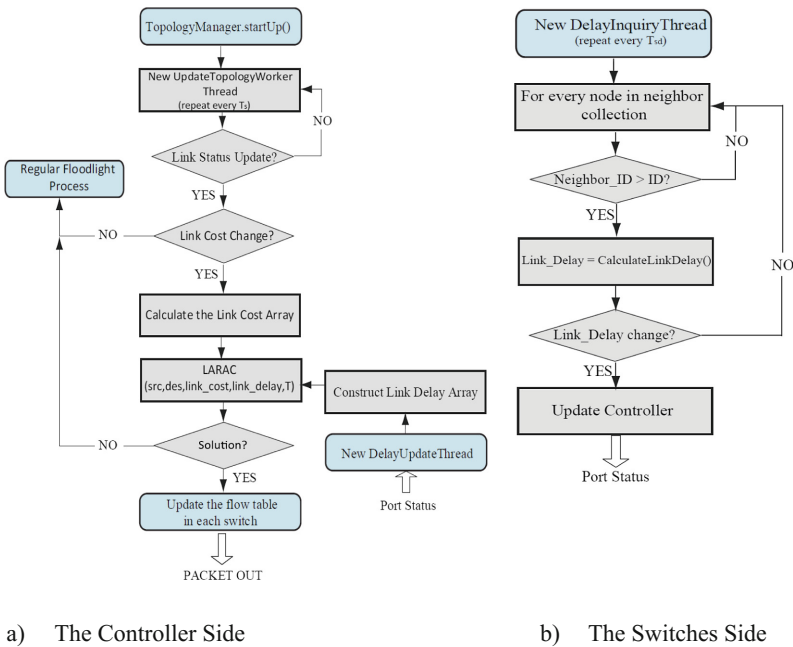 TopologyManager.startUp()
New UpdateTopologyWorker
Thread
(repeat every Ts)
NO
Link Status Update?
YES
Regular Floodlight
Process
NO
Link Cost Change?
YES
Calculate the Link Cost Array
LARAC
(src,des,link_cost,link_delay,T)
Construct Link Delay Array
NO
Solution?
New DelayUpdateThread
YES
Port Status
Update the flow table
in each switch
PACKET OUT
a) The Controller Side
New DelayInquiryThread
(repeat every Tsd)
For every node in neighbor
collection
NO
Neighbor_ID > ID?
YES
Link_Delay = CalculateLinkDelay()
NO
Link_Delay change?
YES
Update Controller
Port Status
b) The Switches Side